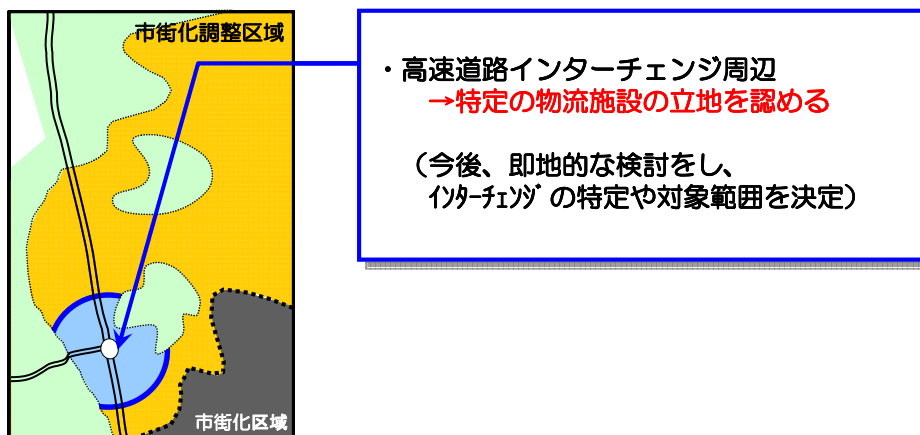 市街化調整区域
・高速道路インターチェンジ周辺
→特定の物流施設の立地を認める
（今後、即地的な検討をし、
ｲﾝﾀｰﾁｪﾝｼﾞの特定や対象範囲を決定）
市街化区域